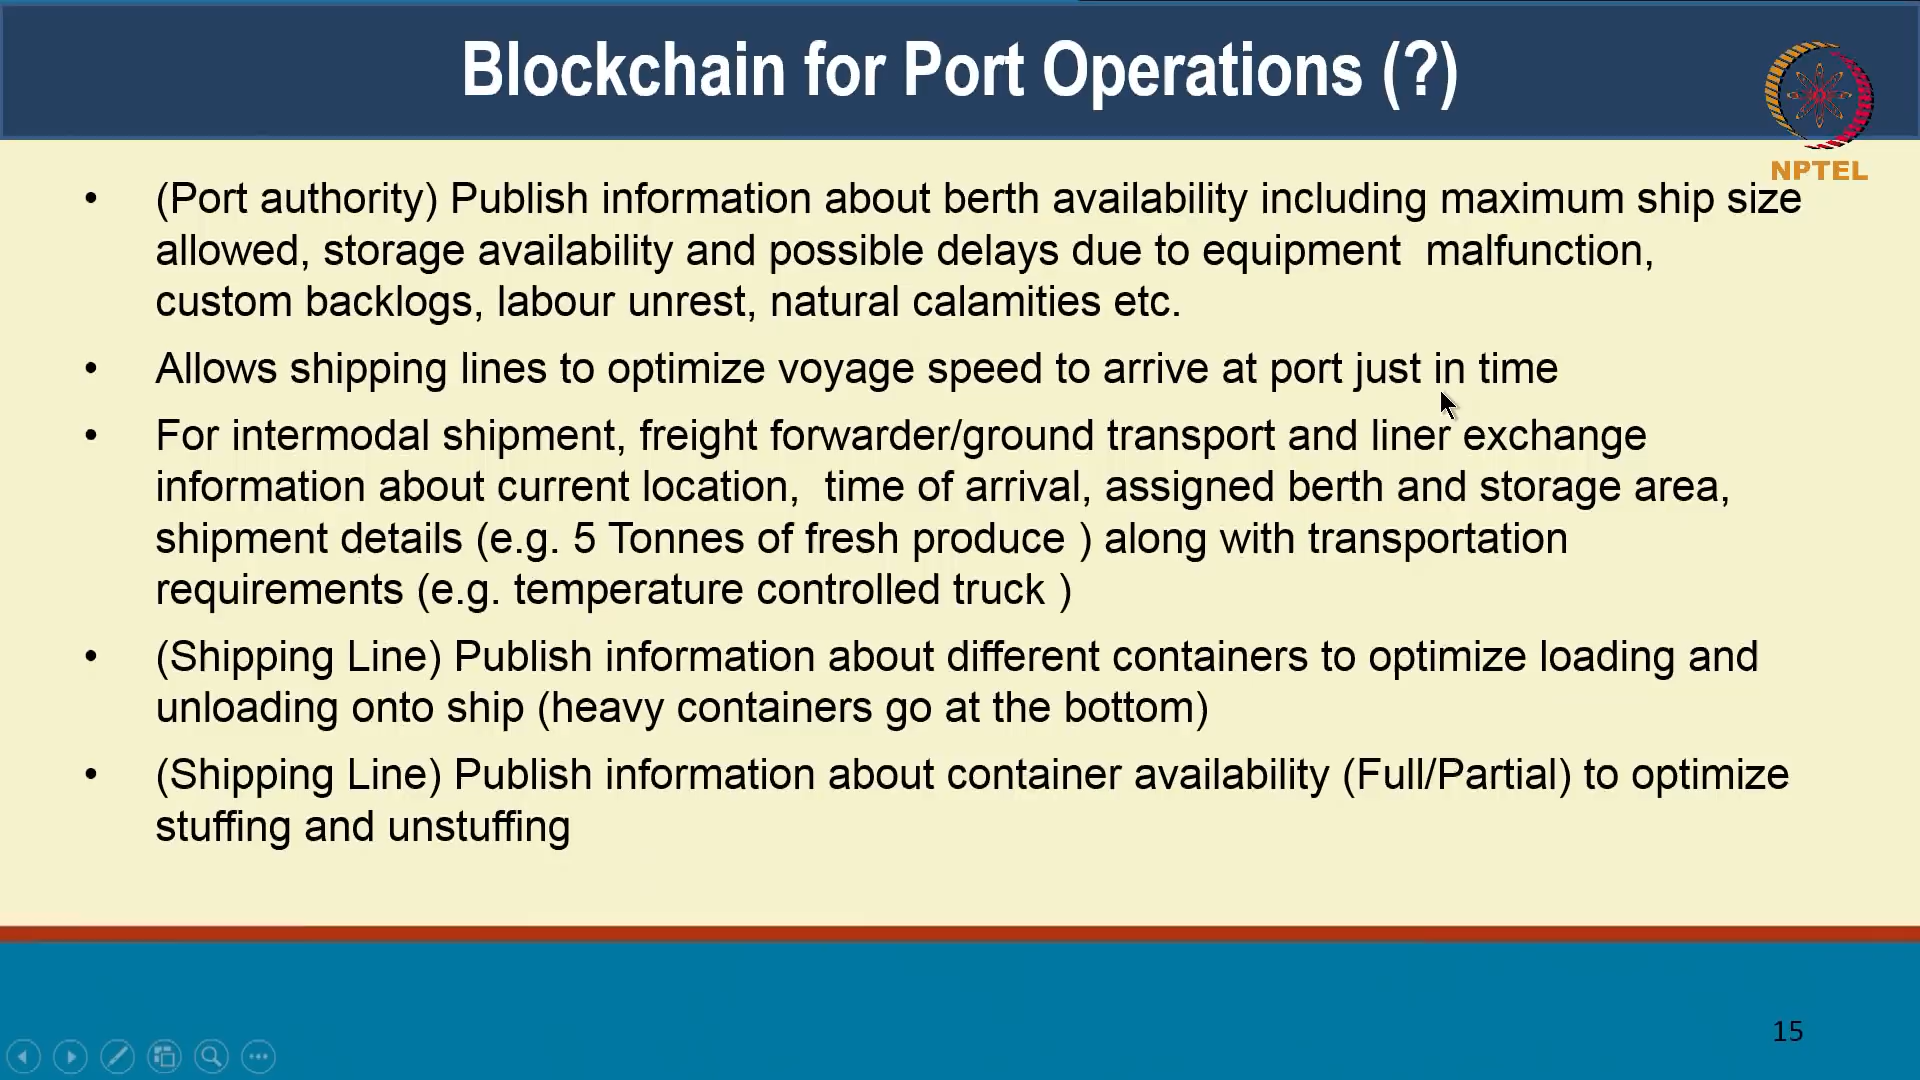 Blockchain for Port Operations (?)
NPTEL
• (Port authority) Publish information about berth availability including maximum ship size
allowed, storage availability and possible delays due to equipment  malfunction,
custom backlogs, labour unrest, natural calamities etc.
• Allows shipping lines to optimize voyage speed to arrive at port just in time
• For intermodal shipment, freight forwarder/ground transport and liner exchange
information about current location,  time of arrival, assigned berth and storage area,
shipment details (e.g. 5 Tonnes of fresh produce ) along with transportation
requirements (e.g. temperature controlled truck )
• (Shipping Line) Publish information about different containers to optimize loading and
unloading onto ship (heavy containers go at the bottom)
• (Shipping Line) Publish information about container availability (Full/Partial) to optimize
stuffing and unstuffing
15